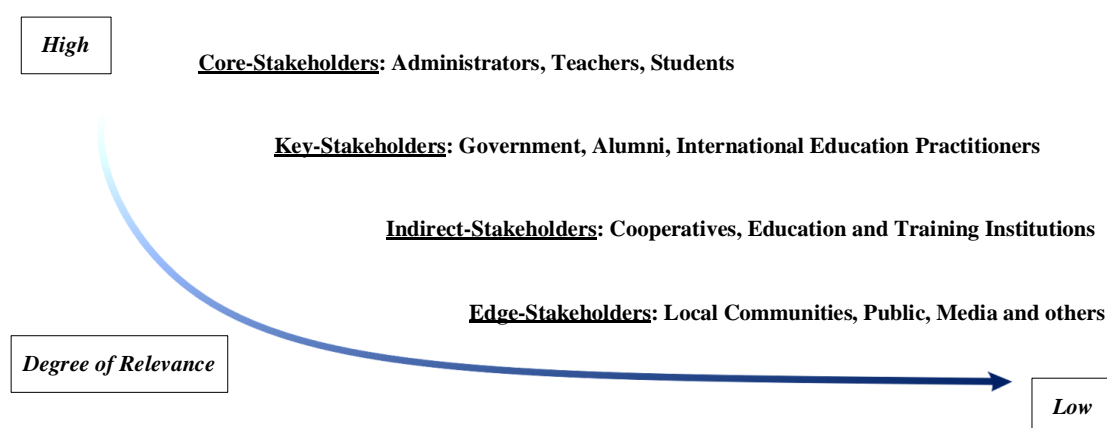 High
Core-Stakeholders: Administrators, Teachers, Students
Key-Stakeholders: Government, Alumni, International Education Practitioners
Indirect-Stakeholders: Cooperatives, Education and Training Institutions
Edge-Stakeholders: Local Communities, Public, Media and others
Degree of Relevance
Low